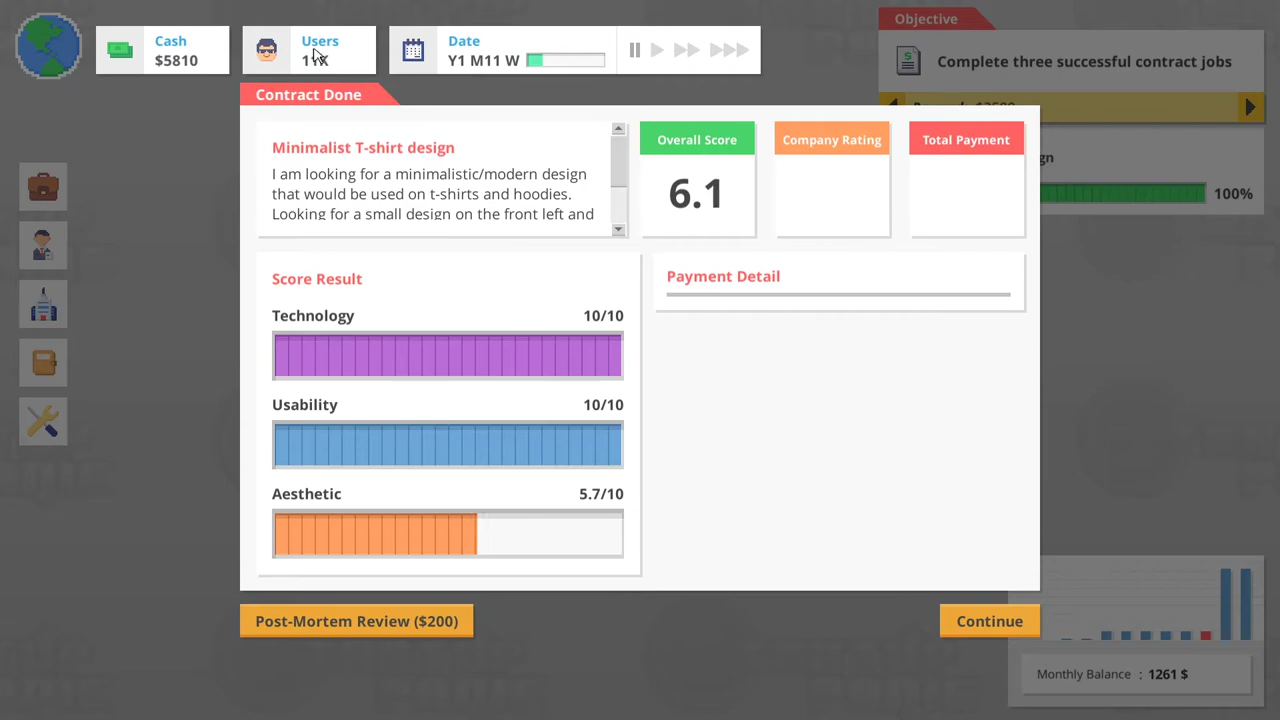 Cash
$5810
Users
Date
Y1 M11 W
Objective
Complete three successful contract jobs
Contract Done
Minimalist T-shirt design
I am looking for a minimalistic/modern design
that would be used on t-shirts and hoodies.
Looking for a small design on the front left and
Overall Score
6.1
Company Rating
Total Payment
100%
Score Result
Technology 10/10
Usability 10/10
Aesthetic 5.7/10
Payment Detail
Post-Mortem Review ($200)
Continue
Monthly Balance : 1261 $